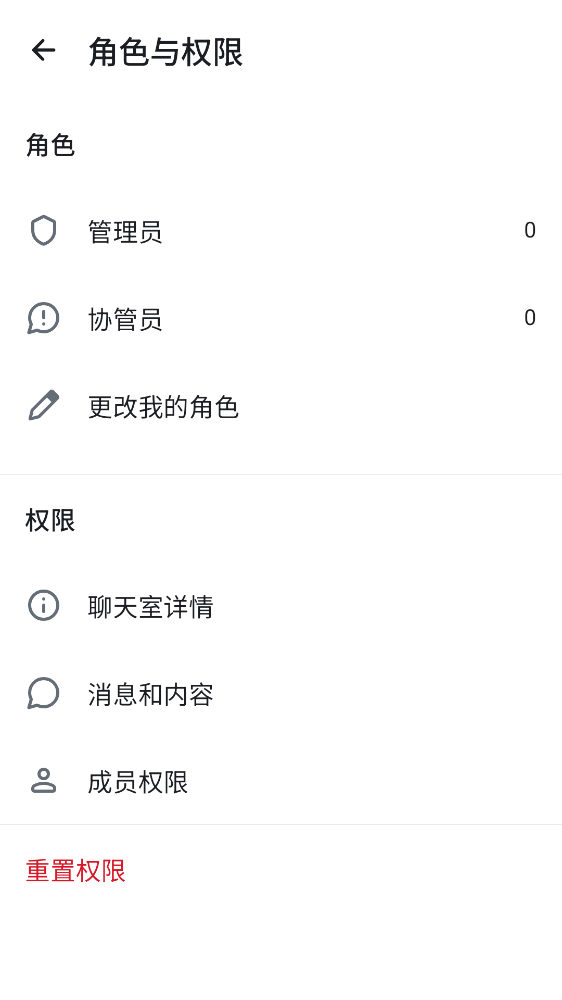 角色与权限
角色
管理员 0
协管员 0
更改我的角色
权限
聊天室详情
消息和内容
成员权限
重置权限